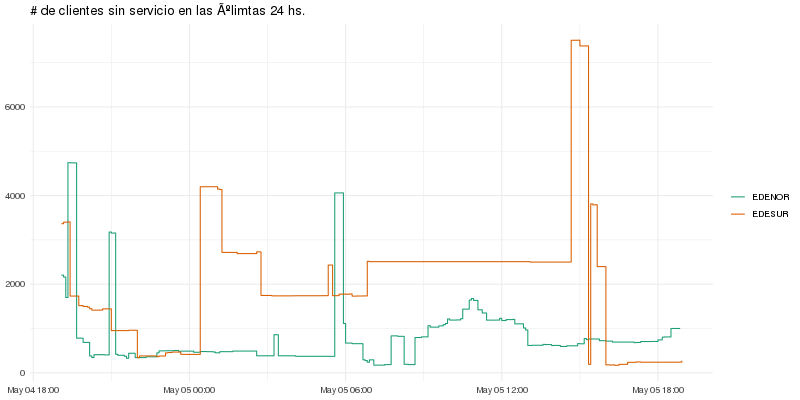 # de clientes sin servicio en las Ãºlimtas 24 hs.
6000
4000
2000
0
May 04 18:00
May 05 00:00
May 05 06:00
May 05 12:00
May 05 18:00
EDENOR
EDESUR